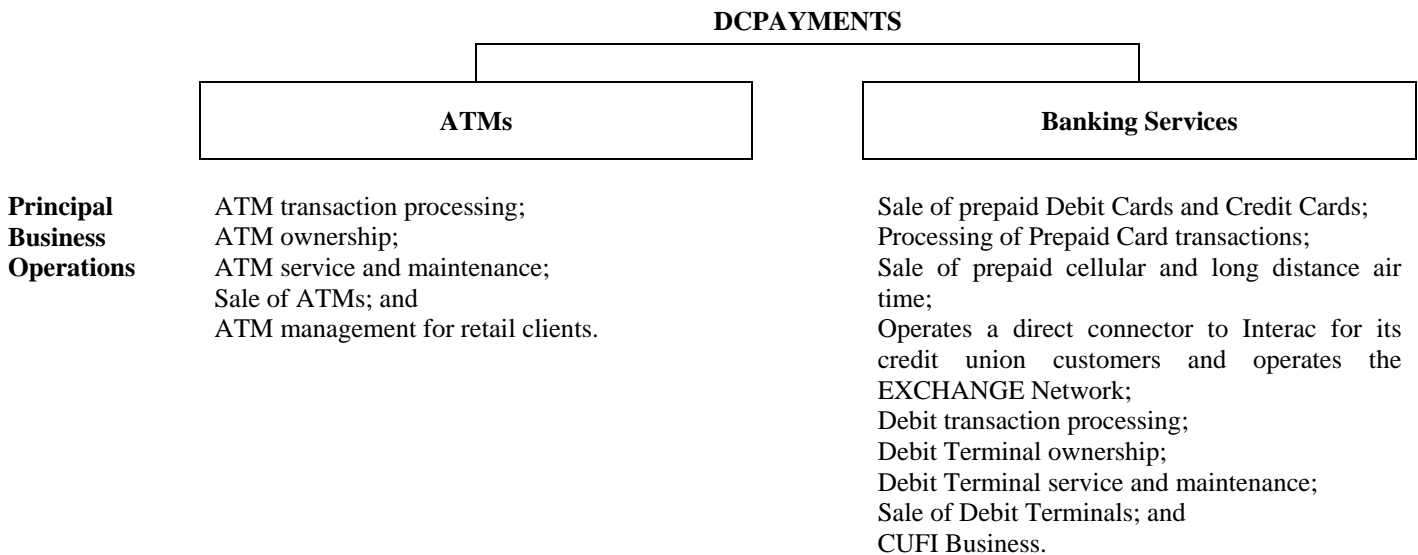 DCPAYMENTS
ATMs
Banking Services
Principal
Business
Operations
ATM transaction processing;
ATM ownership;
ATM service and maintenance;
Sale of ATMs; and
ATM management for retail clients.
Sale of prepaid Debit Cards and Credit Cards;
Processing of Prepaid Card transactions;
Sale of prepaid cellular and long distance air
time;
Operates a direct connector to Interac for its
credit union customers and operates the
EXCHANGE Network;
Debit transaction processing;
Debit Terminal ownership;
Debit Terminal service and maintenance;
Sale of Debit Terminals; and
CUFI Business.